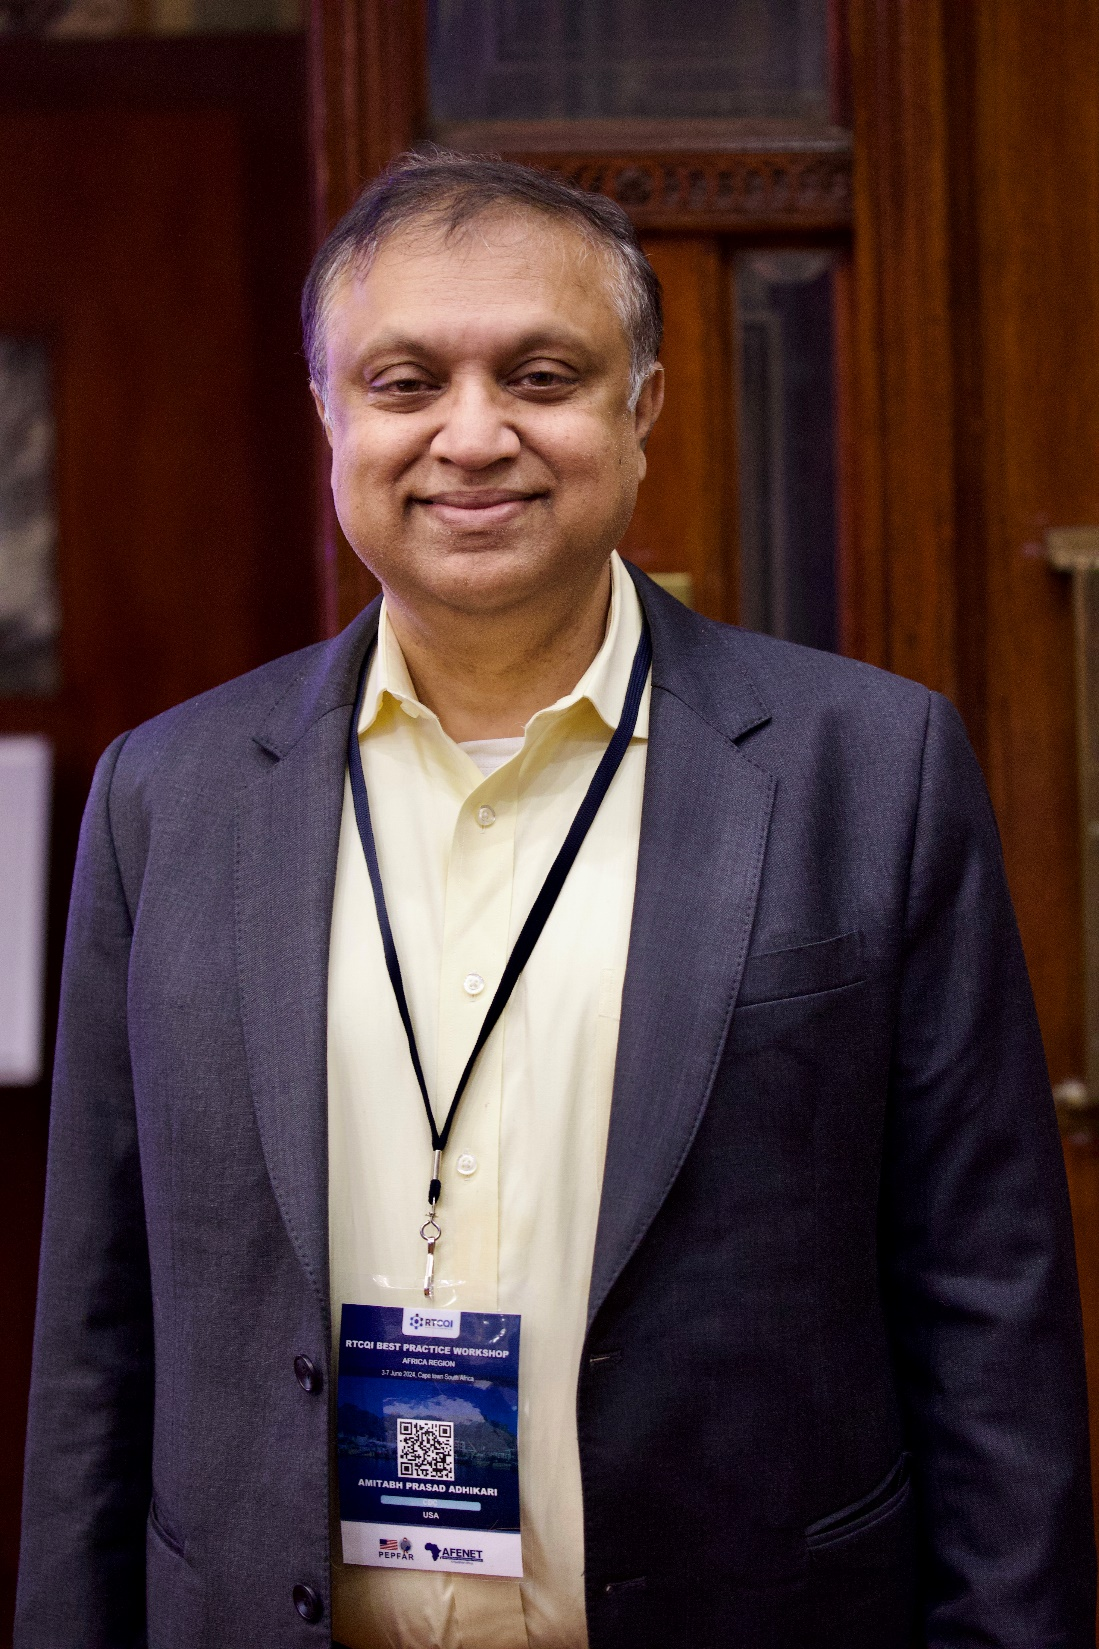 RTCQI
RTCQI BEST PRACTICE WORKSHOP
AFRICA REGION
3-7 June 2024, Cape town South Africa
AMITABH PRASAD ADHIKARI
CDC
USA
PEPFAR
AFENET